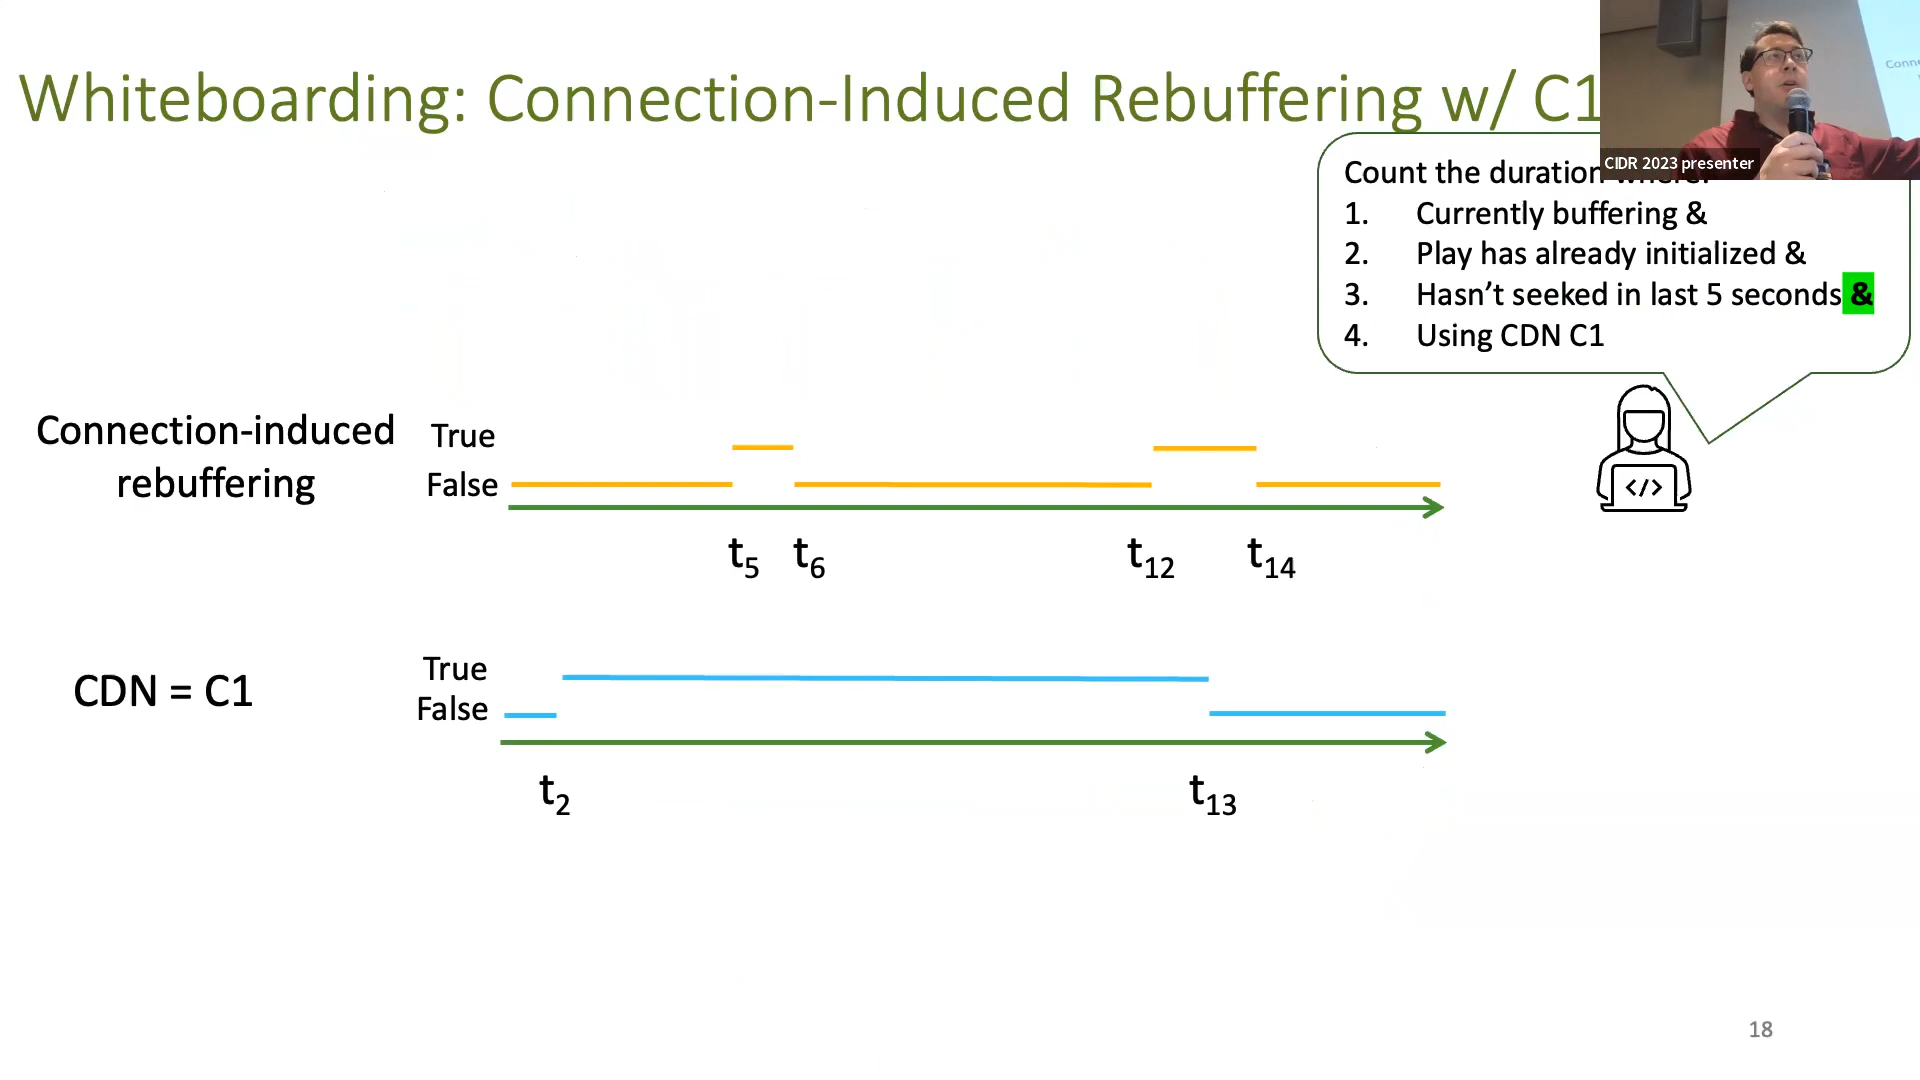 Whiteboarding: Connection-Induced Rebuffering w/ C1
CIDR 2023 presenter
Count the duration where:
1. Currently buffering &
2. Play has already initialized &
3. Hasn't seeked in last 5 seconds &
4. Using CDN C1
Connection-induced
rebuffering
True
False
</>
t5 t6 t12 t14
CDN = C1
True
False
t2 t13
18